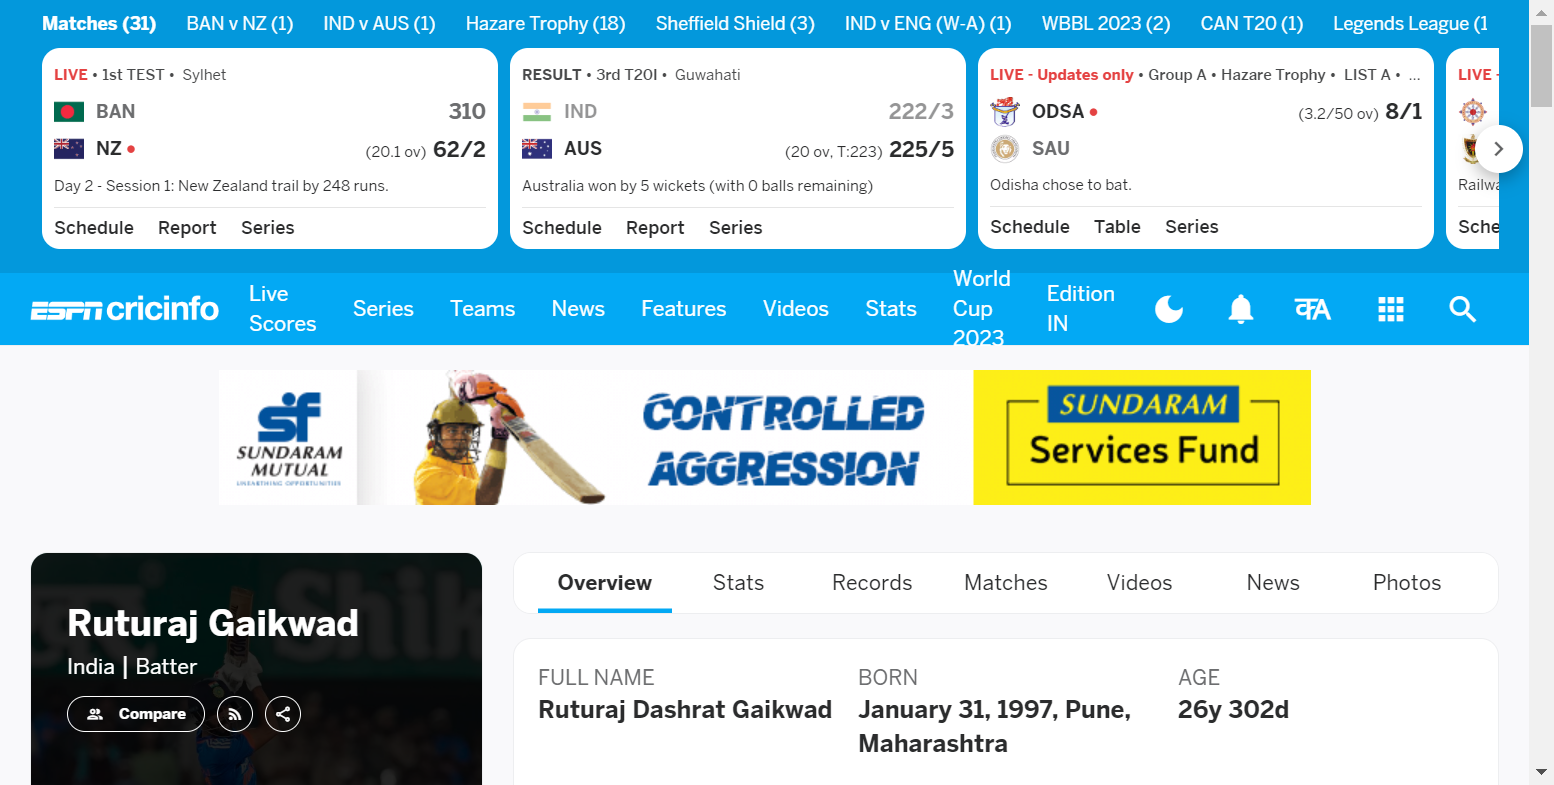 Matches (31) BAN v NZ (1) IND v AUS (1) Hazare Trophy (18) Sheffield Shield (3) IND v ENG (W-A) (1) WBBL 2023 (2) CAN T20 (1) Legends League (1
LIVE • 1st TEST • Sylhet
BAN 310
NZ • (20.1 ov) 62/2
Day 2 - Session 1: New Zealand trail by 248 runs.
Schedule Report Series
RESULT • 3rd T20I • Guwahati
IND 222/3
AUS (20 ov, T:223) 225/5
Australia won by 5 wickets (with 0 balls remaining)
Schedule Report Series
LIVE - Updates only • Group A • Hazare Trophy • LIST A • ...
ODSA • (3.2/50 ov) 8/1
SAU
Odisha chose to bat.
Schedule Table Series
LIVE -
Railwa
Sche
ESPN cricinfo
Live Scores
Series
Teams
News
Features
Videos
Stats
World Cup 2023
Edition IN
क्A
SUNDARAM
MUTUAL
UNEARTHING OPPORTUNITIES
CONTROLLED
AGGRESSION
SUNDARAM
Services Fund
Ruturaj Gaikwad
India | Batter
Compare
Overview Stats Records Matches Videos News Photos
FULL NAME
Ruturaj Dashrat Gaikwad
BORN
January 31, 1997, Pune,
Maharashtra
AGE
26y 302d